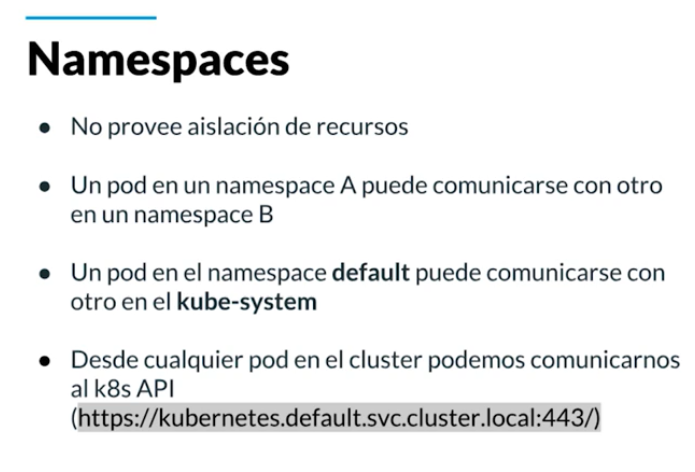 Namespaces
● No provee aislación de recursos
● Un pod en un namespace A puede comunicarse con otro
en un namespace B
● Un pod en el namespace default puede comunicarse con
otro en el kube-system
● Desde cualquier pod en el cluster podemos comunicarnos
al k8s API
(https://kubernetes.default.svc.cluster.local:443/)